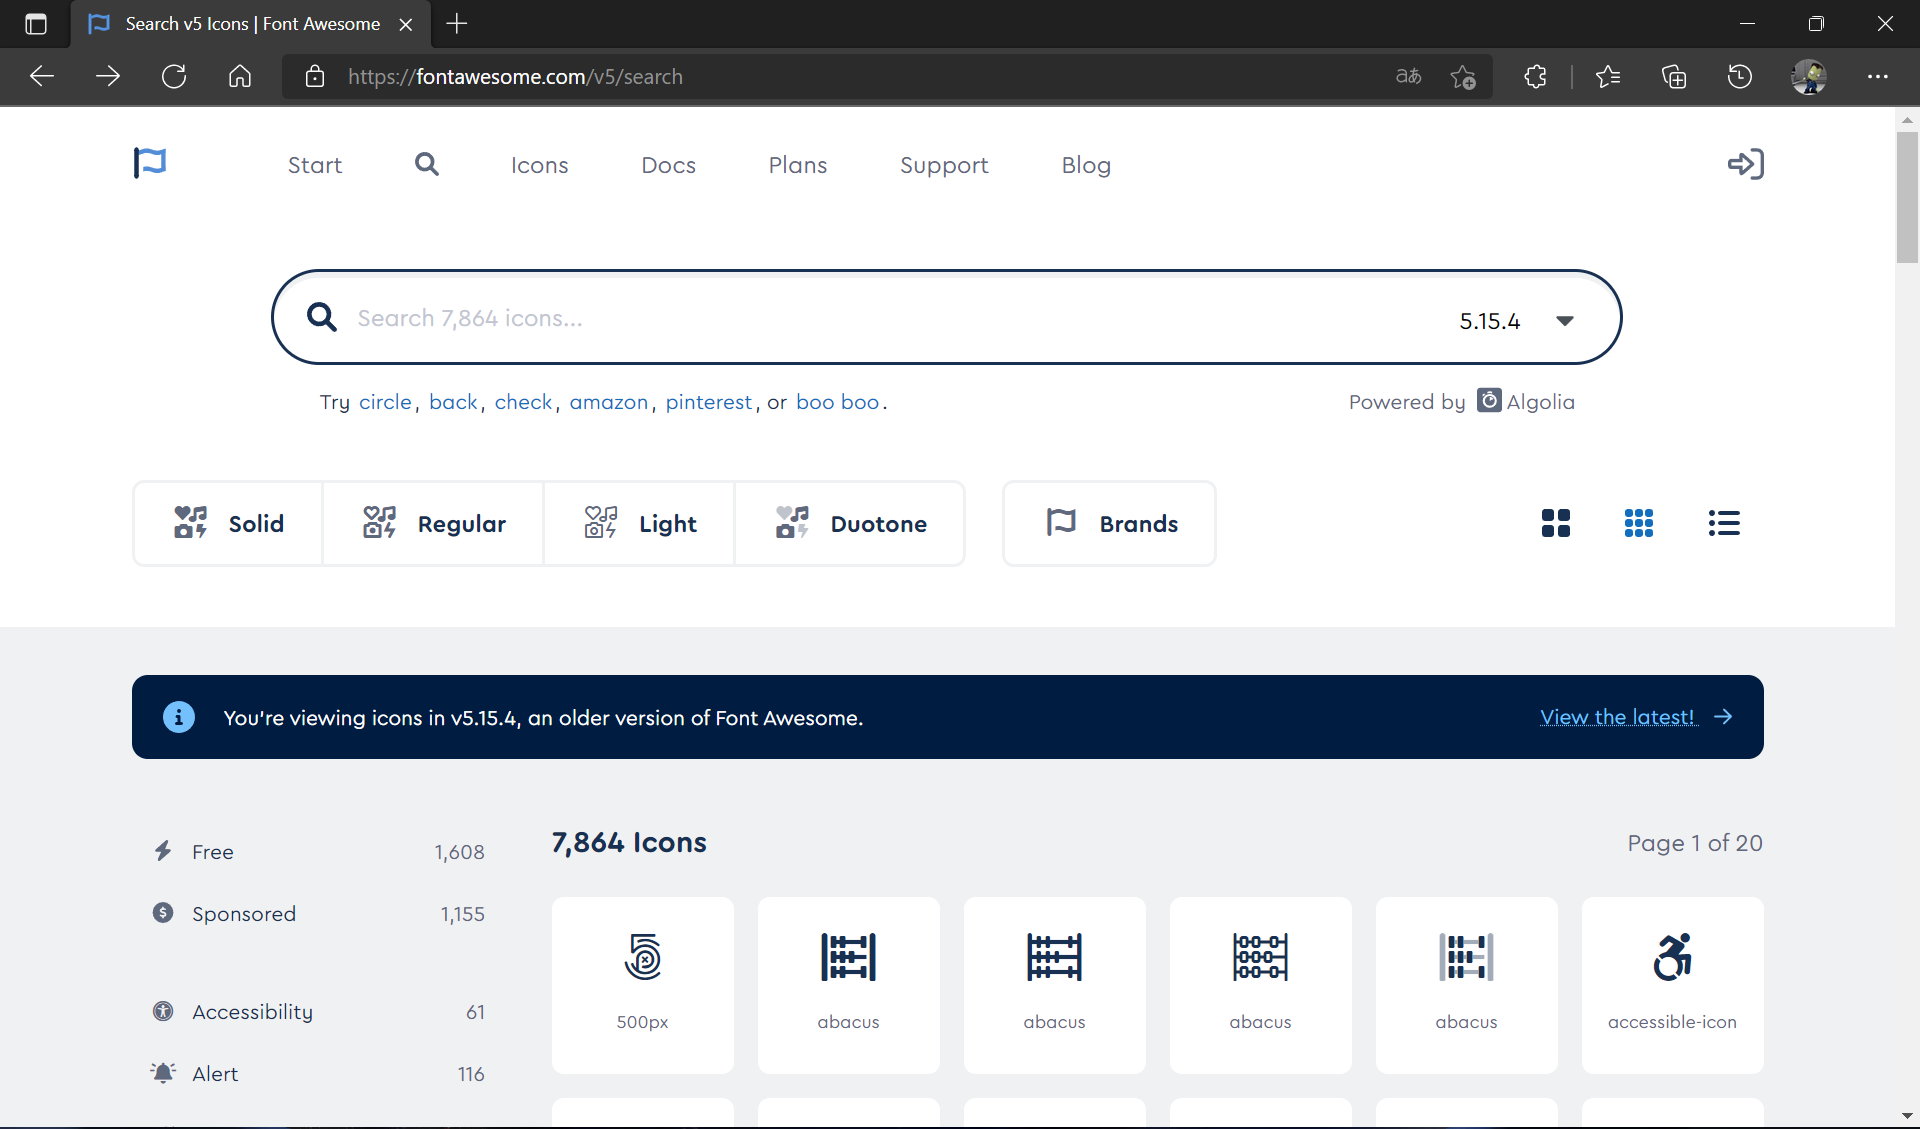 Search v5 Icons | Font Awesome
https://fontawesome.com/v5/search
aあ
Start
Icons
Docs
Plans
Support
Blog
Search 7,864 icons...
5.15.4
Try circle, back, check, amazon, pinterest, or boo boo.
Powered by Algolia
Solid
Regular
Light
Duotone
Brands
You're viewing icons in v5.15.4, an older version of Font Awesome.
View the latest!
Free 1,608
Sponsored 1,155
Accessibility 61
Alert 116
7,864 Icons
Page 1 of 20
500px
abacus
abacus
abacus
abacus
accessible-icon